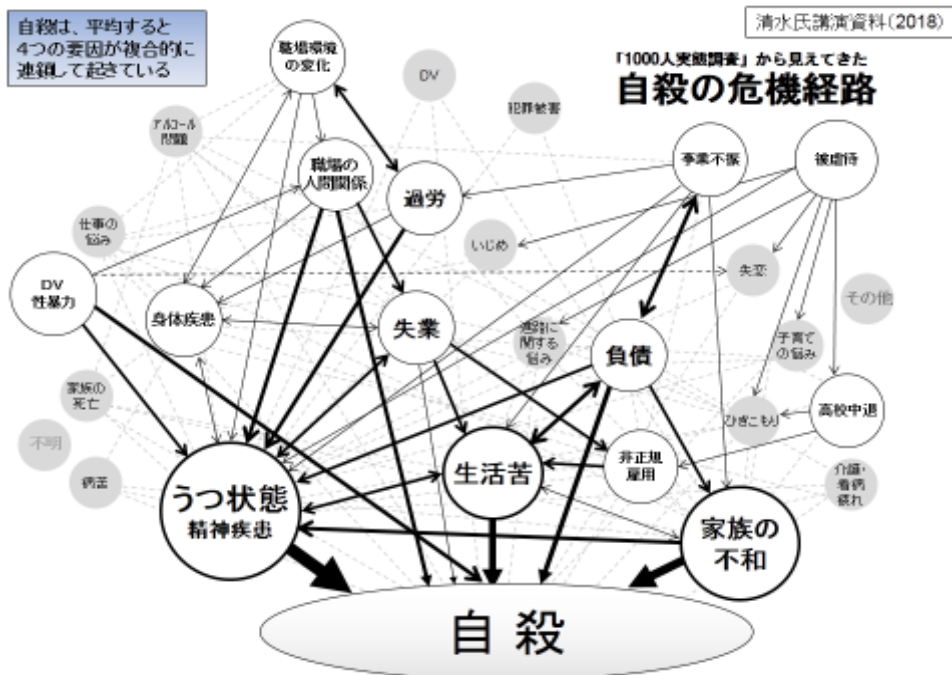 自殺は、平均すると
4つの要因が複合的に
連鎖して起きている
清水氏講演資料(2018)
「1000人実態調査」から見えてきた
自殺の危機経路
職場環境
の変化
DV
犯罪被害
アルコール
問題
職場の
人間関係
過労
事業不振
被虐待
仕事の
悩み
いじめ
失恋
DV
性暴力
その他
身体疾患
失業
進路に
関する
悩み
負債
子育て
の悩み
家族の
死亡
ひきこもり
高校中退
不明
病苦
うつ状態
精神疾患
生活苦
非正規
雇用
介護・
看病
疲れ
家族の
不和
自殺